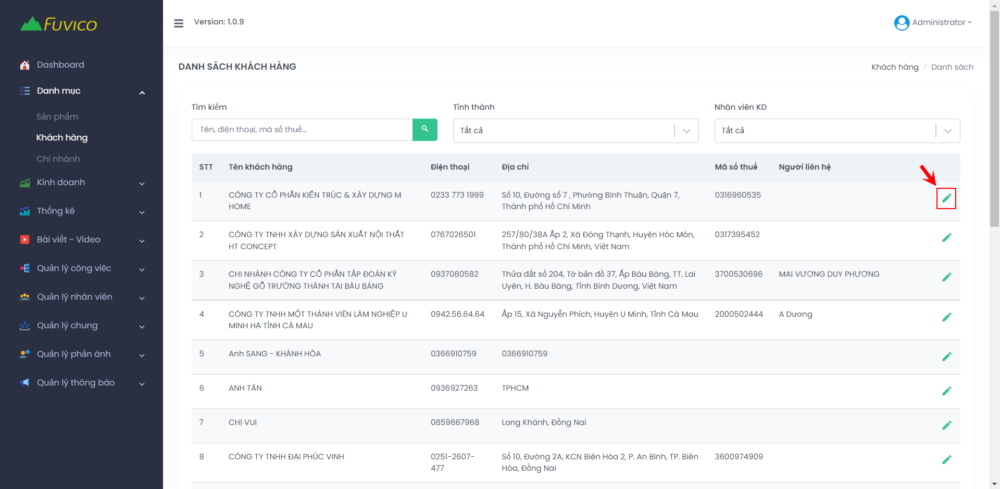 FUVICO
Version: 1.0.9
Administrator
Dashboard
Danh mục
Sản phẩm
Khách hàng
Chi nhánh
Kinh doanh
Thống kê
Bài viết - Video
Quản lý công việc
Quản lý nhân viên
Quản lý chung
Quản lý phản ánh
Quản lý thông báo
DANH SÁCH KHÁCH HÀNG
Khách hàng / Danh sách
Tìm kiếm
Tỉnh thành
Nhân viên KD
Tên, điện thoại, mã số thuế...
Tất cả
Tất cả
STT Tên khách hàng Điện thoại Địa chỉ Mã số thuế Người liên hệ
1 CÔNG TY CỔ PHẦN KIẾN TRÚC & XÂY DỰNG M 0233 773 1999 Số 10, Đường số 7 , Phường Bình Thuận, Quận 7, 0316960535
HOME Thành phố Hồ Chí Minh
2 CÔNG TY TNHH XÂY DỰNG SẢN XUẤT NỘI THẤT 0767026501 257/80/38A Ấp 2, Xã Đông Thạnh, Huyện Hóc Môn, 0317395452
HT CONCEPT Thành phố Hồ Chí Minh, Việt Nam
3 CHI NHÁNH CÔNG TY CỔ PHẦN TẬP ĐOÀN KỸ 0937080582 Thửa đất số 204, Tờ bản đồ 37, Ấp Bàu Bàng, TT. Lai 3700530696 MAI VƯƠNG DUY PHƯƠNG
NGHỆ GỖ TRƯỜNG THÀNH TẠI BÀU BÀNG Uyên, H. Bàu Bàng, Tỉnh Bình Dương, Việt Nam
4 CÔNG TY TNHH MỘT THÀNH VIÊN LÂM NGHIỆP U 0942.56.64.64 Ấp 15, Xã Nguyễn Phích, Huyện U Minh, Tỉnh Cà Mau 2000502444 A Dương
MINH HẠ TỈNH CÀ MAU
5 Anh SANG - KHÁNH HÒA 0366910759 0366910759
6 ANH TÂN 0936927263 TPHCM
7 CHỊ VUI 0859667968 Long Khánh, Đồng Nai
8 CÔNG TY TNHH ĐẠI PHÚC VINH 0251-2607- Số 10, Đường 2A, KCN Biên Hòa 2, P. An Bình, TP. Biên 3600974909
477 Hòa, Đồng Nai